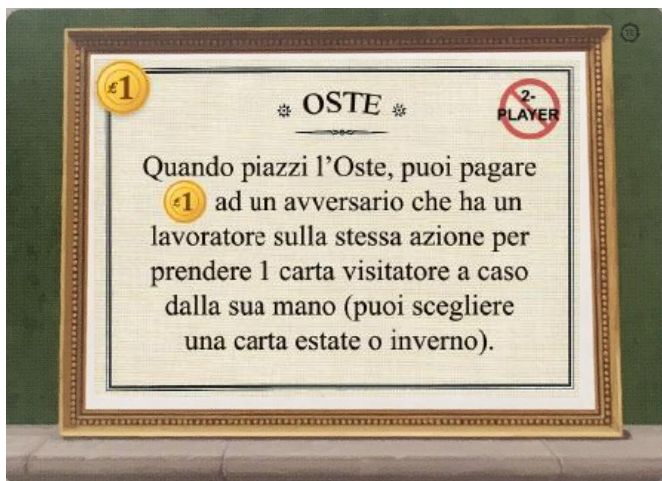 £1
OSTE
2-
PLAYER
Quando piazzi l'Oste, puoi pagare
£1 ad un avversario che ha un
lavoratore sulla stessa azione per
prendere 1 carta visitatore a caso
dalla sua mano (puoi scegliere
una carta estate o inverno).